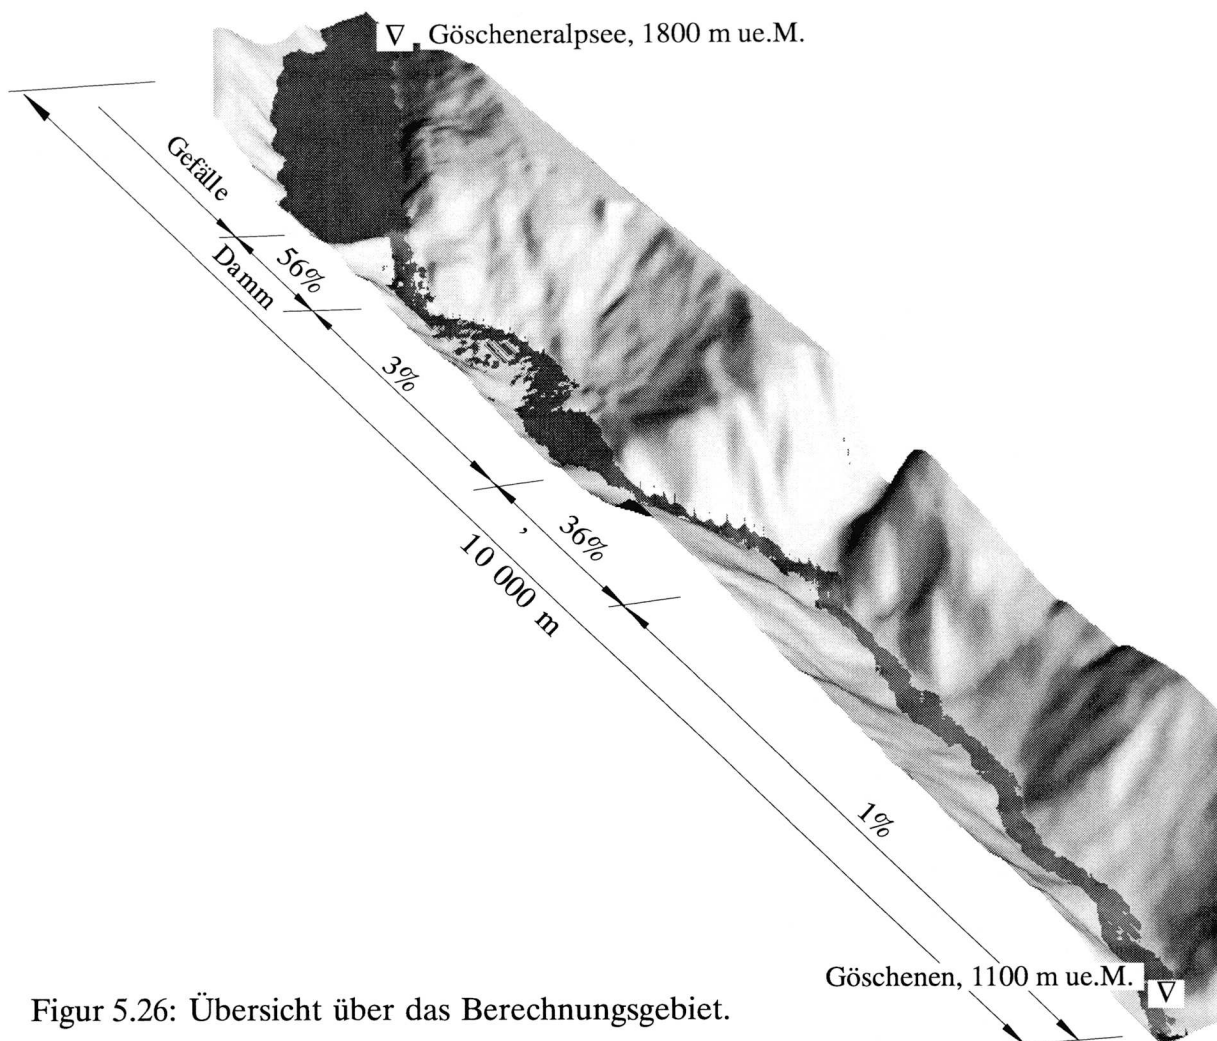 ∇ Göscheneralpsee, 1800 m ue.M.
Gefälle
Damm
56%
3%
36%
,
10 000 m
1%
Göschenen, 1100 m ue.M.
∇
Figur 5.26: Übersicht über das Berechnungsgebiet.